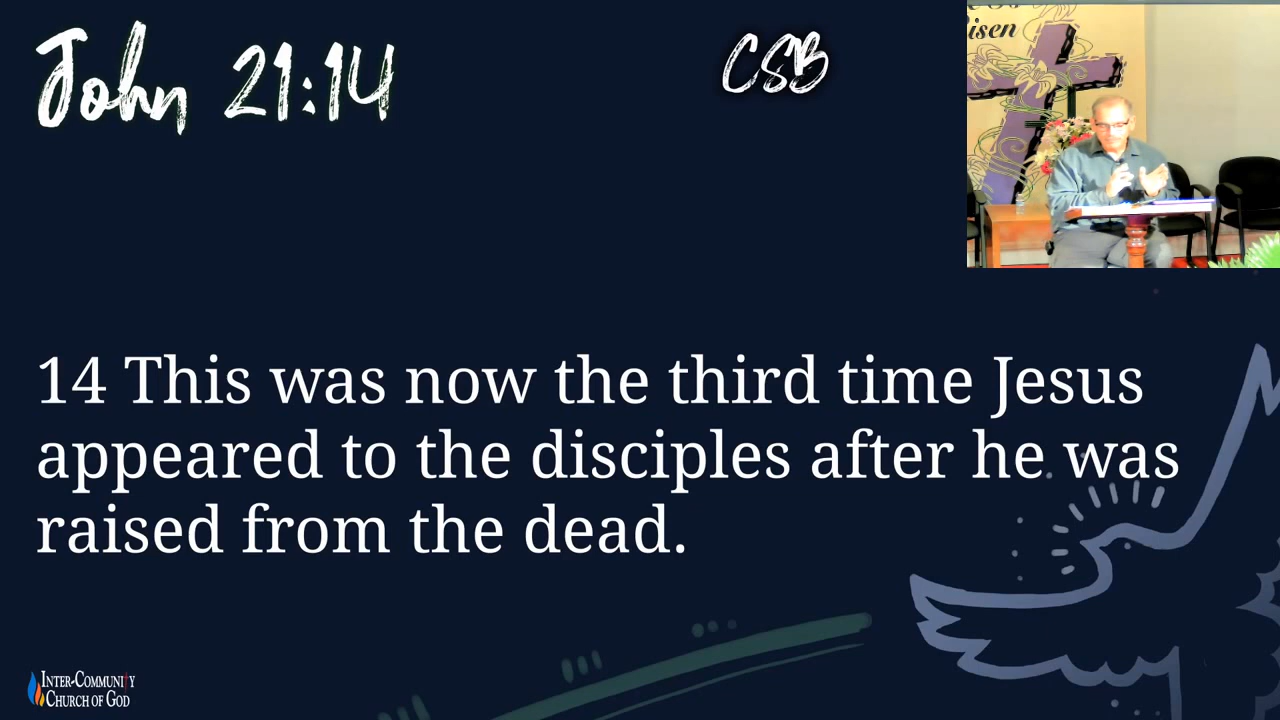 John 21:14
CSB
isen
14 This was now the third time Jesus
appeared to the disciples after he was
raised from the dead.
INTER-COMMUNITY
CHURCH OF GOD